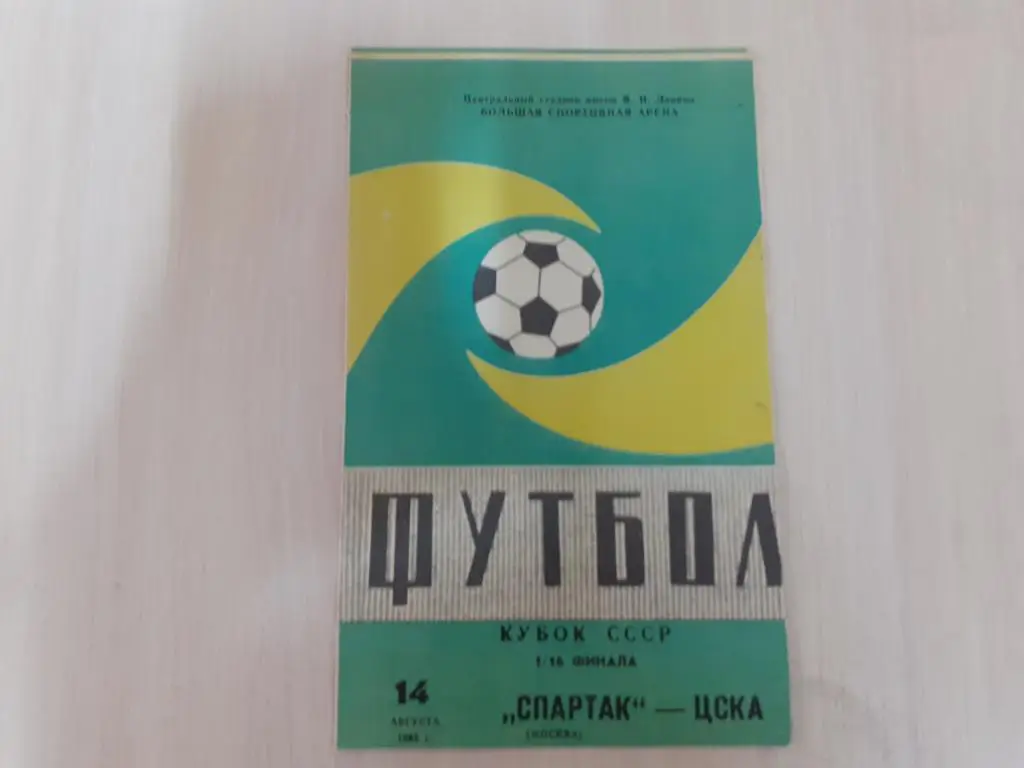 Центральный стадион имени В. И. Ленина
БОЛЬШАЯ СПОРТИВНАЯ АРЕНА
ФУТБОЛ
КУБОК СССР
1/16 ФИНАЛА
14
АВГУСТА
г.
„СПАРТАК“ — ЦСКА
(МОСКВА)